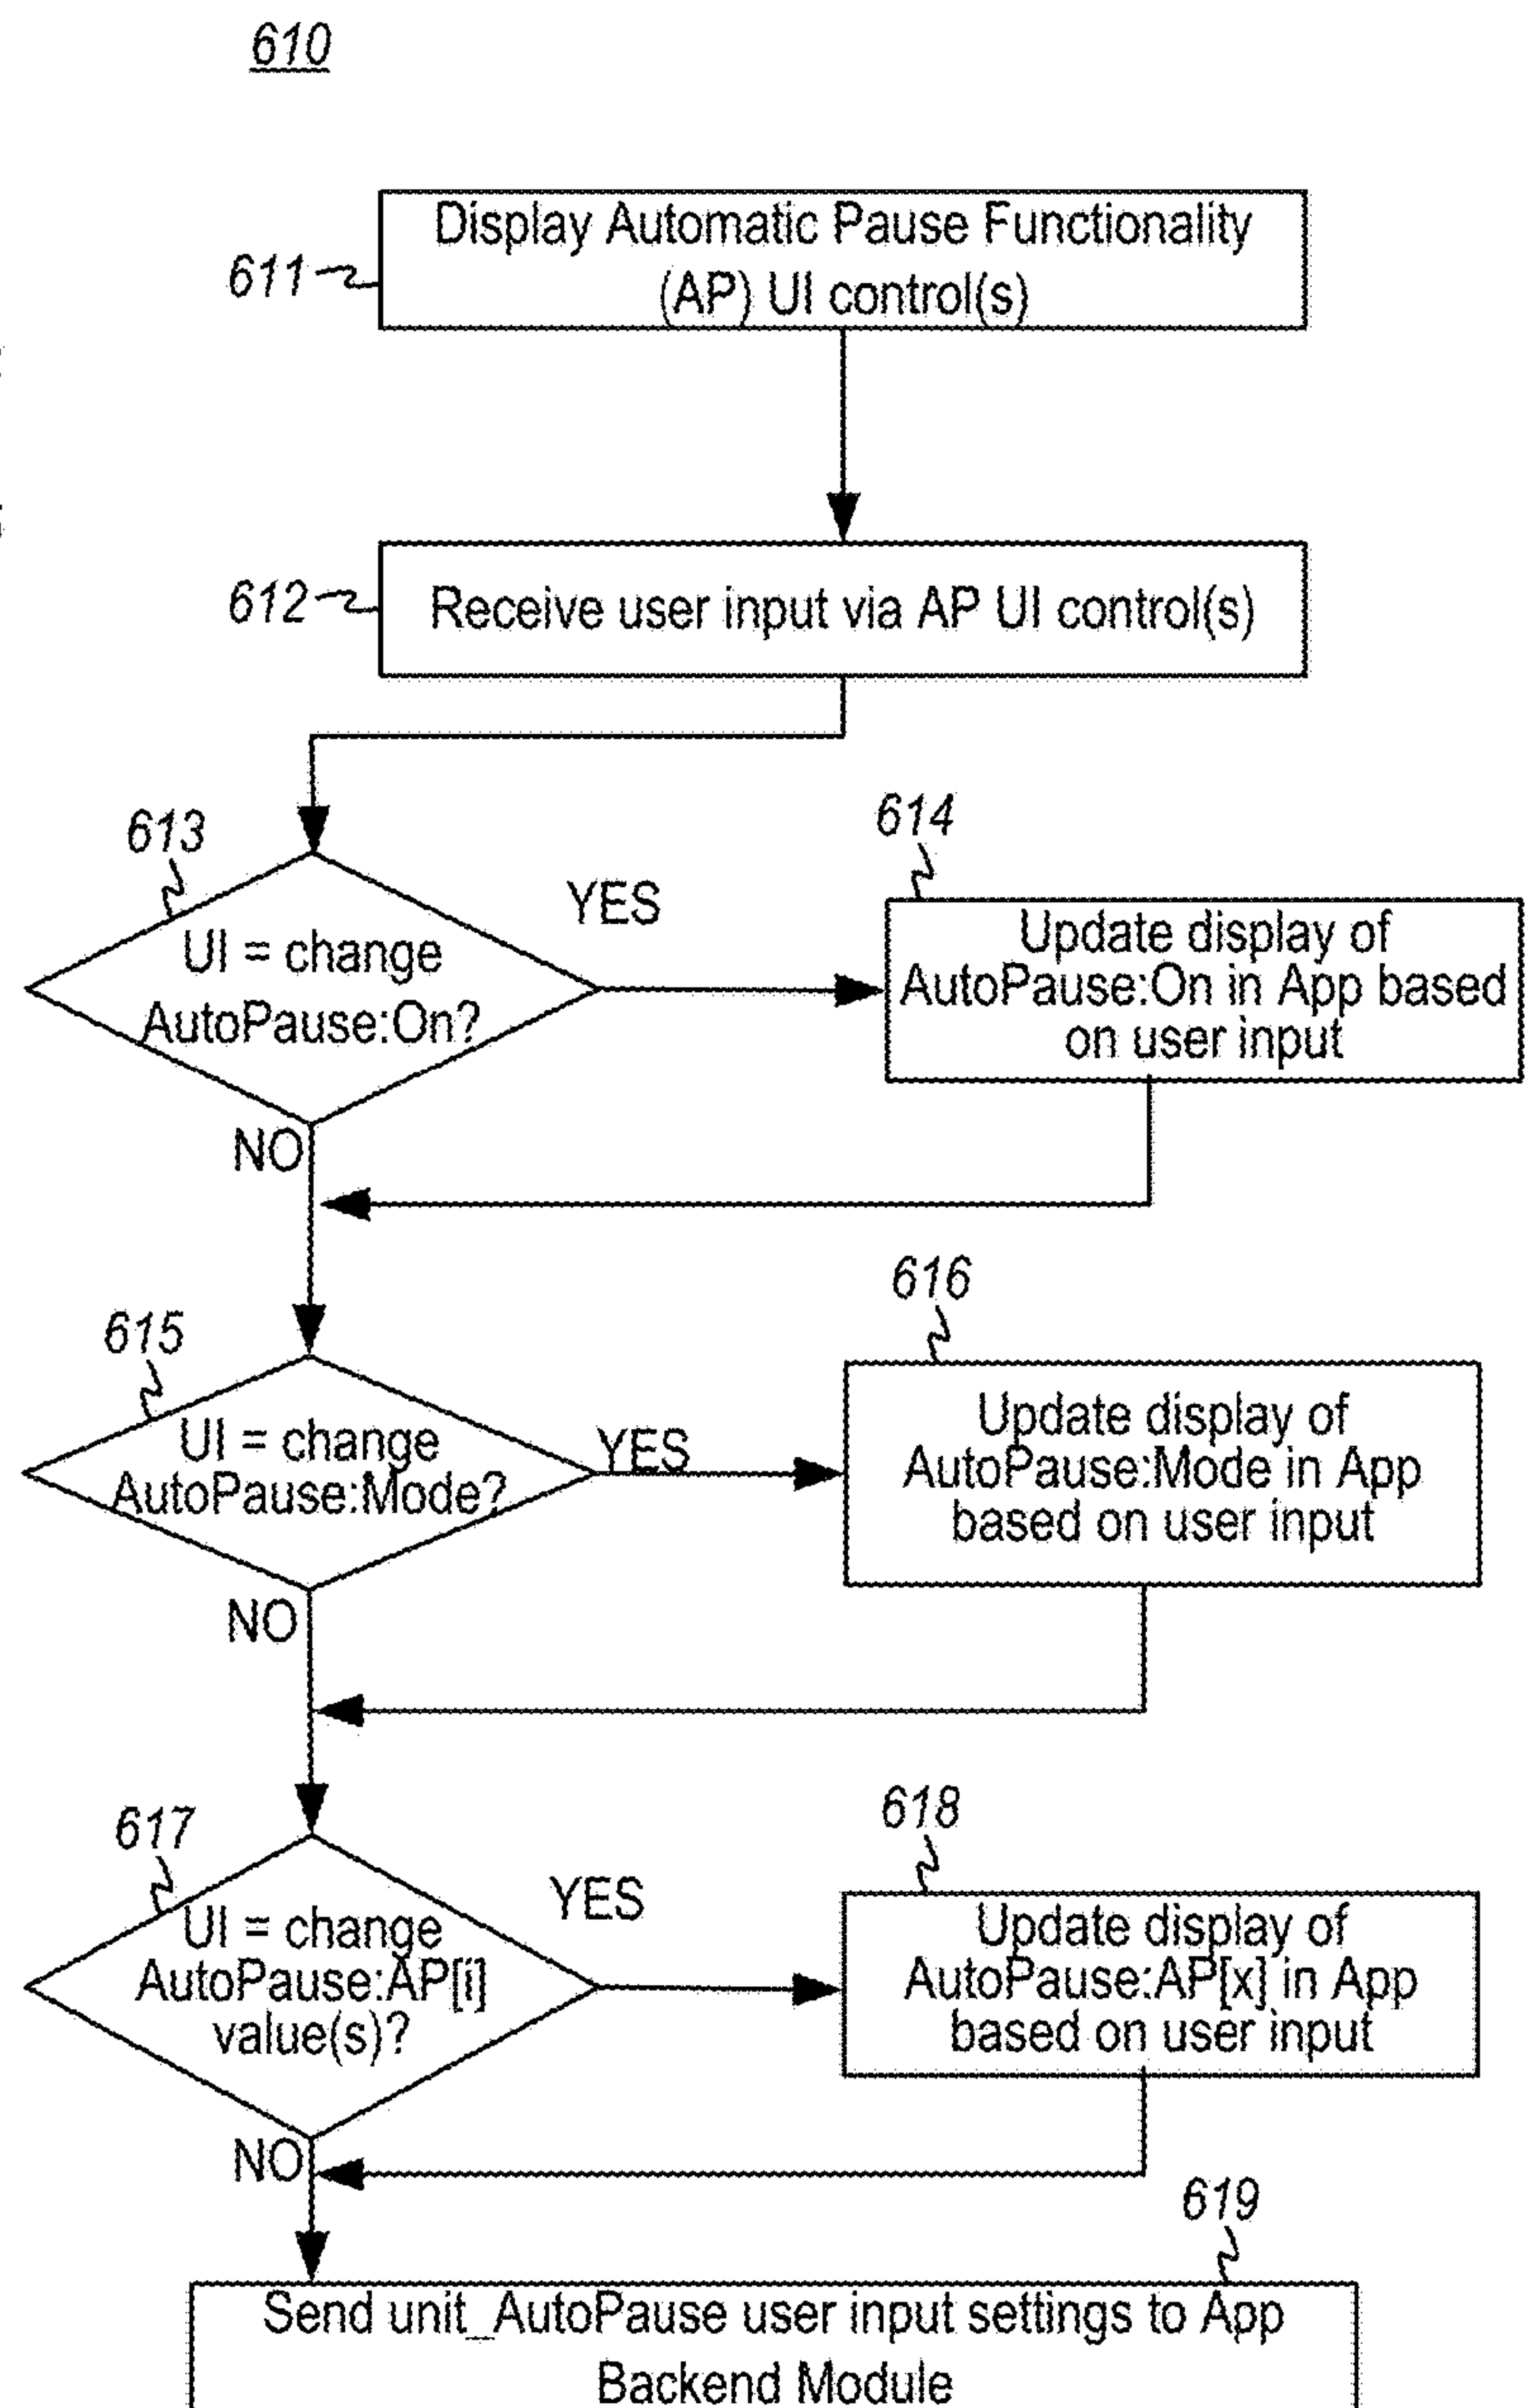 610
Display Automatic Pause Functionality
(AP) UI control(s)
611
612
Receive user input via AP UI control(s)
613
UI = change
AutoPause:On?
YES
NO
614
Update display of
AutoPause:On in App based
on user input
615
UI = change
AutoPause:Mode?
YES
NO
616
Update display of
AutoPause:Mode in App
based on user input
617
UI = change
AutoPause:AP[i]
value(s)?
YES
NO
618
Update display of
AutoPause:AP[x] in App
based on user input
619
Send unit_AutoPause user input settings to App
Backend Module